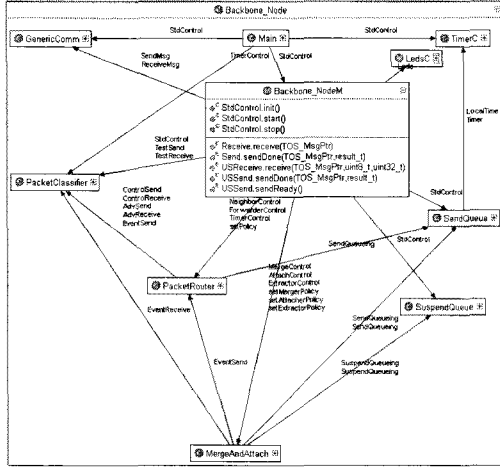 Backbone_Node
GenericComm
StdControl
Main
StdControl
TimerC
SendMsg
ReceiveMsg
TimerControl
StdControl
LedsC
Leds
Backbone_NodeM
StdControl.init()
StdControl.start()
StdControl.stop()
Receive.receive(TOS_MsgPtr)
Send.sendDone(TOS_MsgPtr,result_t)
USReceive.receive(TOS_MsgPtr,uint8_t,uint32_t)
USSend.sendDone(TOS_MsgPtr,result_t)
USSend.sendReady()
LocalTime
Timer
StdControl
TestSend
TestReceive
PacketClassifier
ControlSend
ControlReceive
AdvSend
AdvReceive
EventSend
NeighborControl
ForwarderControl
TimerControl
setPolicy
StdControl
SendQueue
SendQueueing
StdControl
PacketRouter
MergeControl
AttachControl
ExtractorControl
setMergerPolicy
setAttacherPolicy
setExtractorPolicy
SuspendQueue
EventReceive
SendQueueing
SendQueueing
EventSend
SuspendQueueing
SuspendQueueing
MergeAndAttach